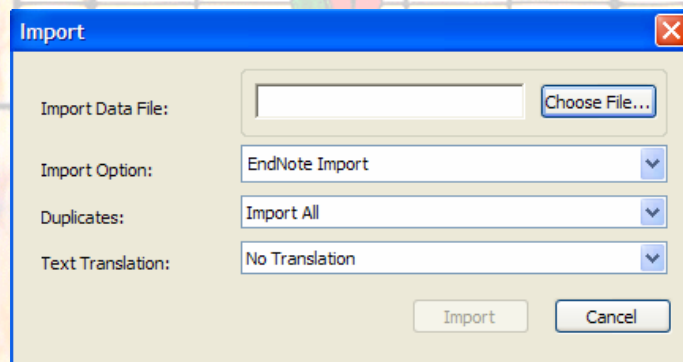 Import
Import Data File:
Choose File...
Import Option:
EndNote Import
Duplicates:
Import All
Text Translation:
No Translation
Import
Cancel